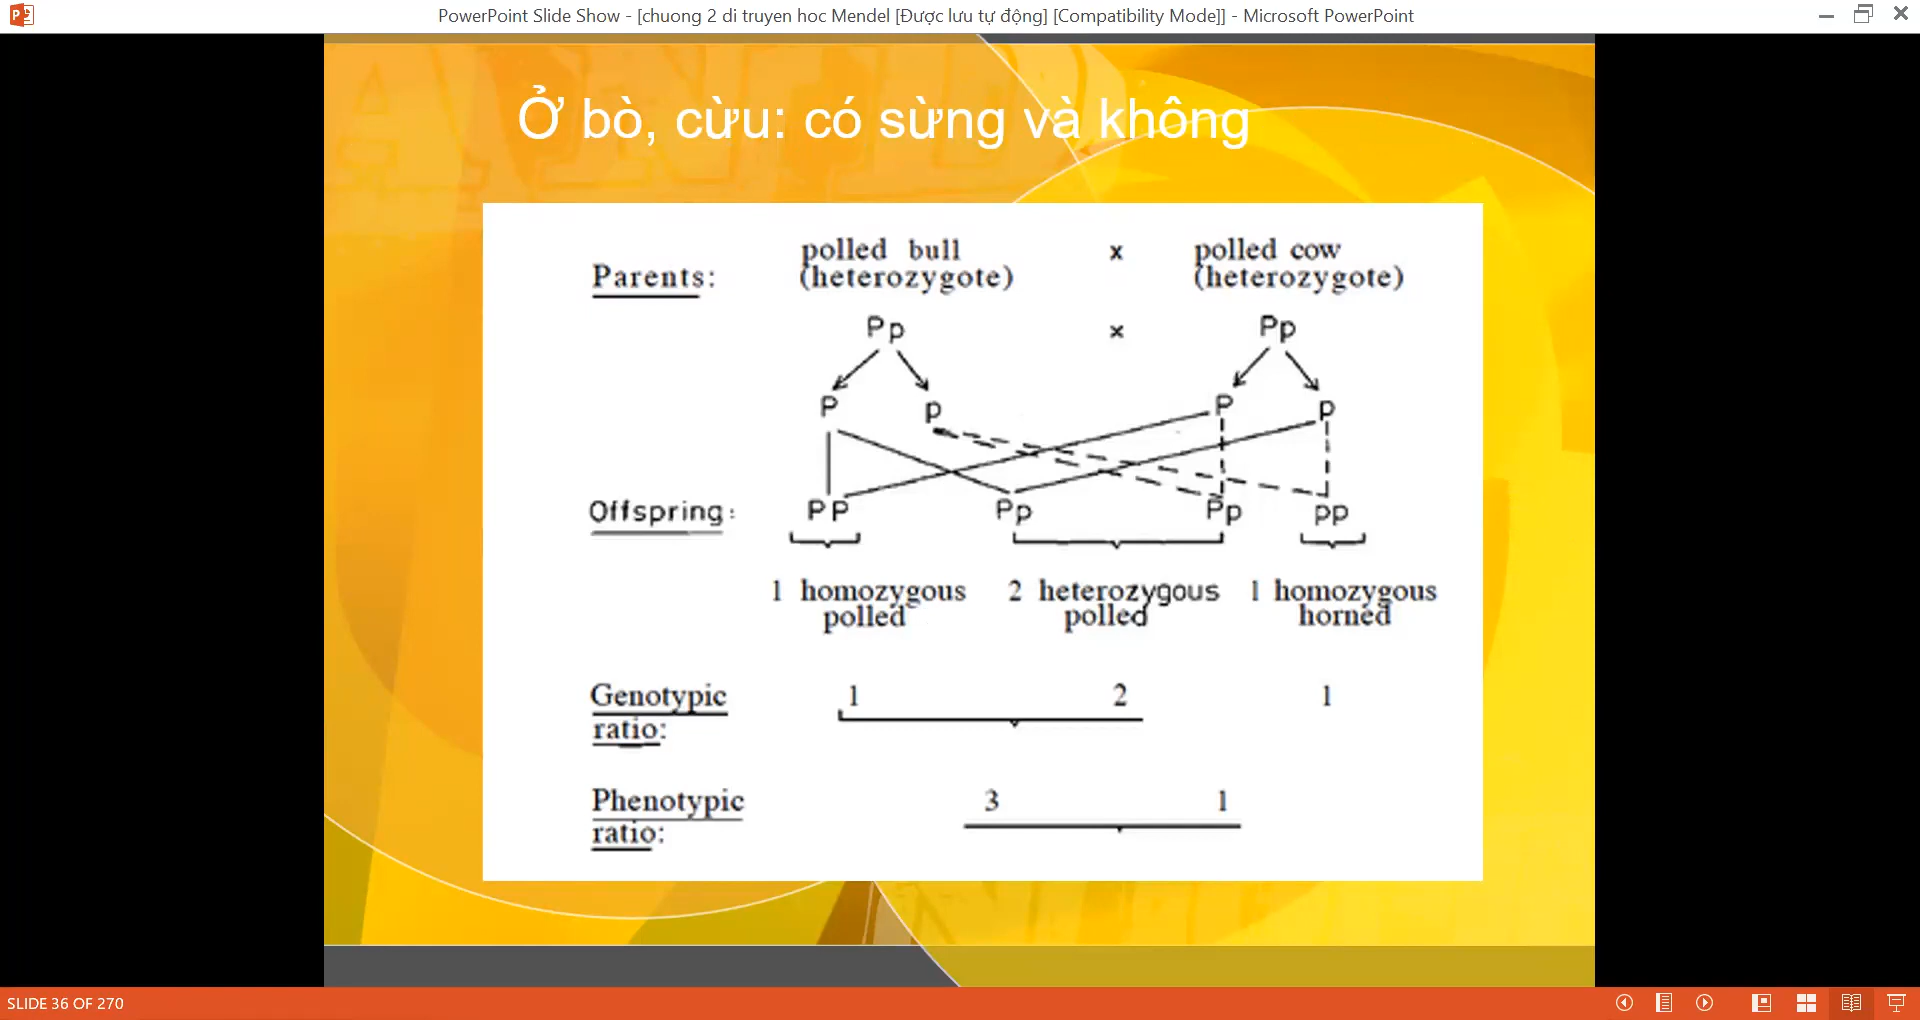 PowerPoint Slide Show - [chuong 2 di truyen hoc Mendel [Được lưu tự động] [Compatibility Mode]] - Microsoft PowerPoint
Ở bò, cừu: có sừng và không
Parents: polled bull x polled cow
(heterozygote) (heterozygote)
Pp x Pp
P p P p
Offspring: PP Pp Pp pp
1 homozygous 2 heterozygous 1 homozygous
polled polled horned
Genotypic 1 2 1
ratio:
Phenotypic 3 1
ratio:
SLIDE 36 OF 270